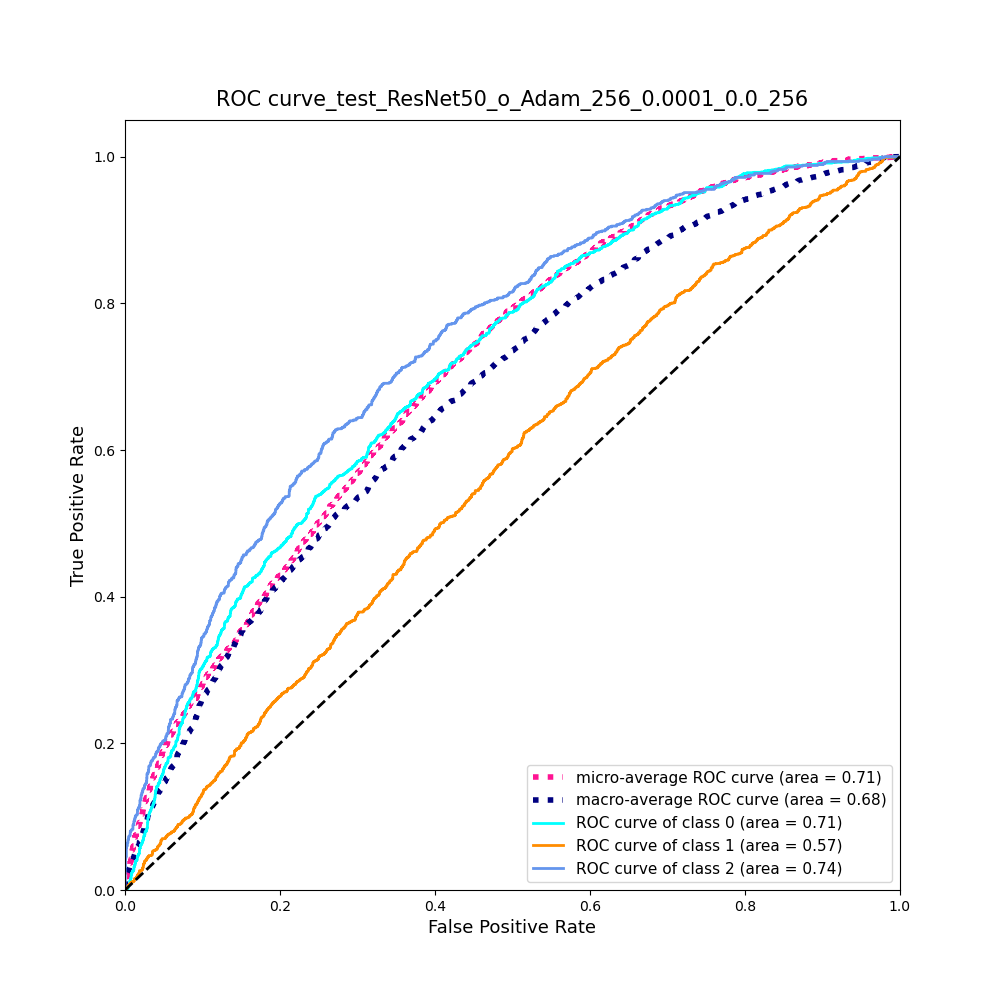 ROC curve_test_ResNet50_o_Adam_256_0.0001_0.0_256
True Positive Rate
1.0
0.8
0.6
0.4
0.2
0.0
micro-average ROC curve (area = 0.71)
macro-average ROC curve (area = 0.68)
ROC curve of class 0 (area = 0.71)
ROC curve of class 1 (area = 0.57)
ROC curve of class 2 (area = 0.74)
0.0 0.2 0.4 0.6 0.8 1.0
False Positive Rate